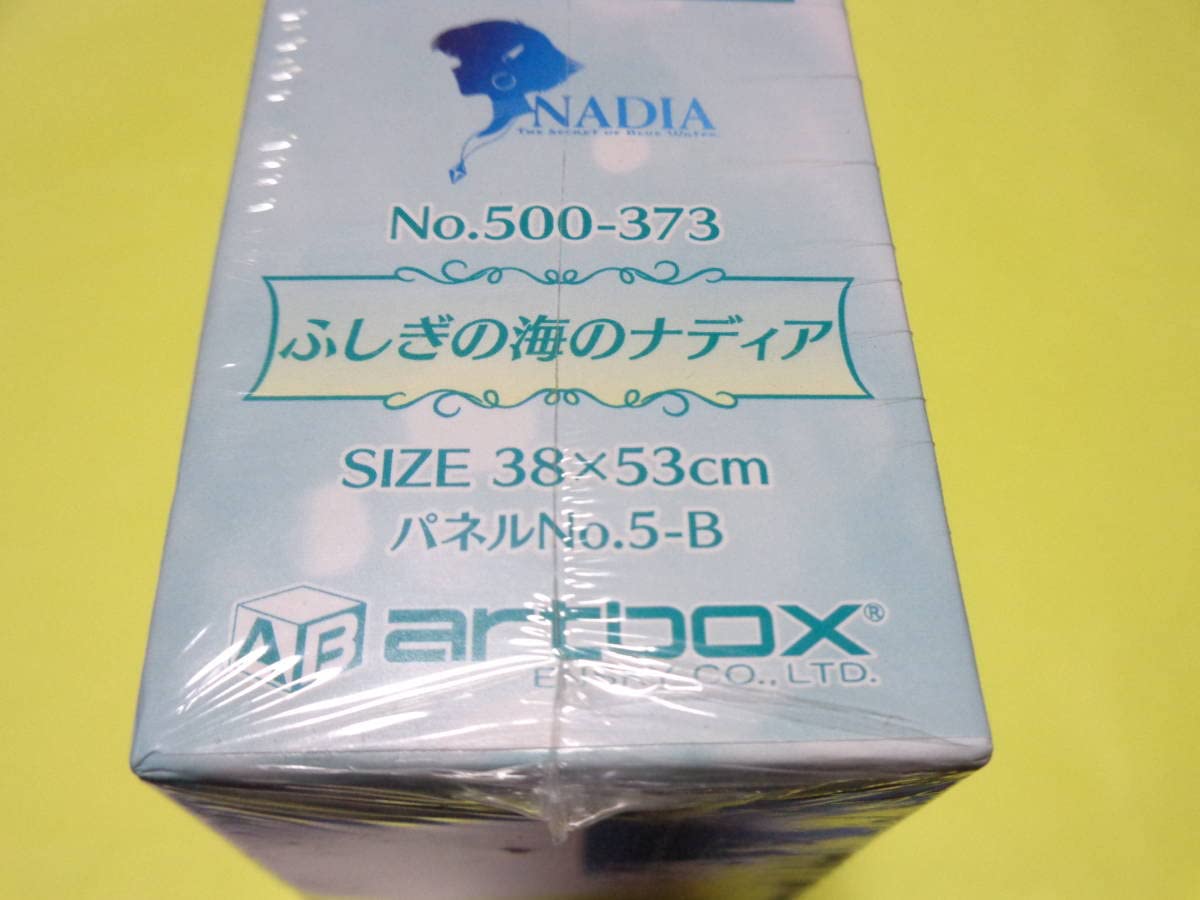 NADIA
THE SECRET OF BLUE WATER
No.500-373
ふしぎの海のナディア
SIZE 38×53cm
パネルNo.5-B
AB artbox®
ENSKY CO., LTD.